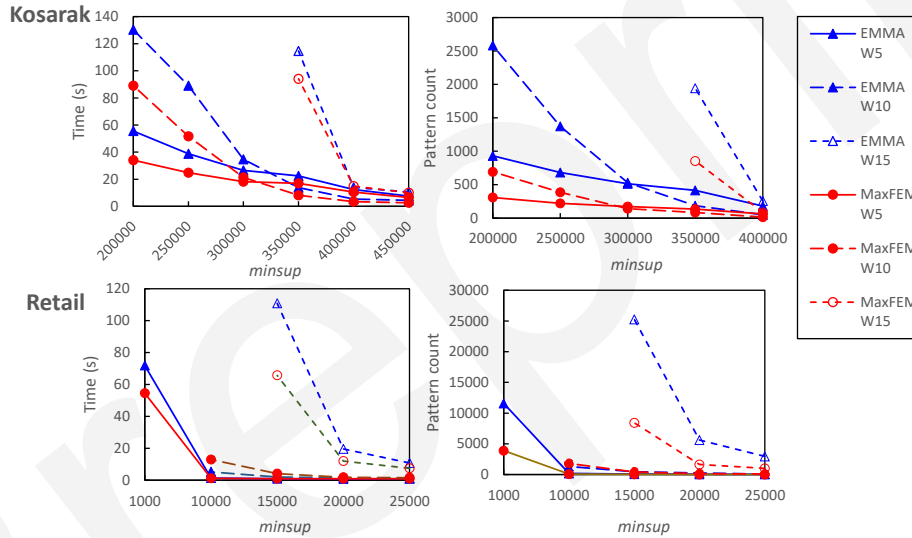 Kosarak
140
120
100
80
60
40
20
0
Time (s)
200000
250000
300000
350000
400000
450000
minsup
3000
2500
2000
1500
1000
500
0
Pattern count
200000
250000
300000
350000
400000
minsup
EMMA
W5
EMMA
W10
EMMA
W15
MaxFEM
W5
MaxFEM
W10
MaxFEM
W15
Retail
120
100
80
60
40
20
0
Time (s)
1000
10000
15000
20000
25000
minsup
30000
25000
20000
15000
10000
5000
0
Pattern count
1000
10000
15000
20000
25000
minsup